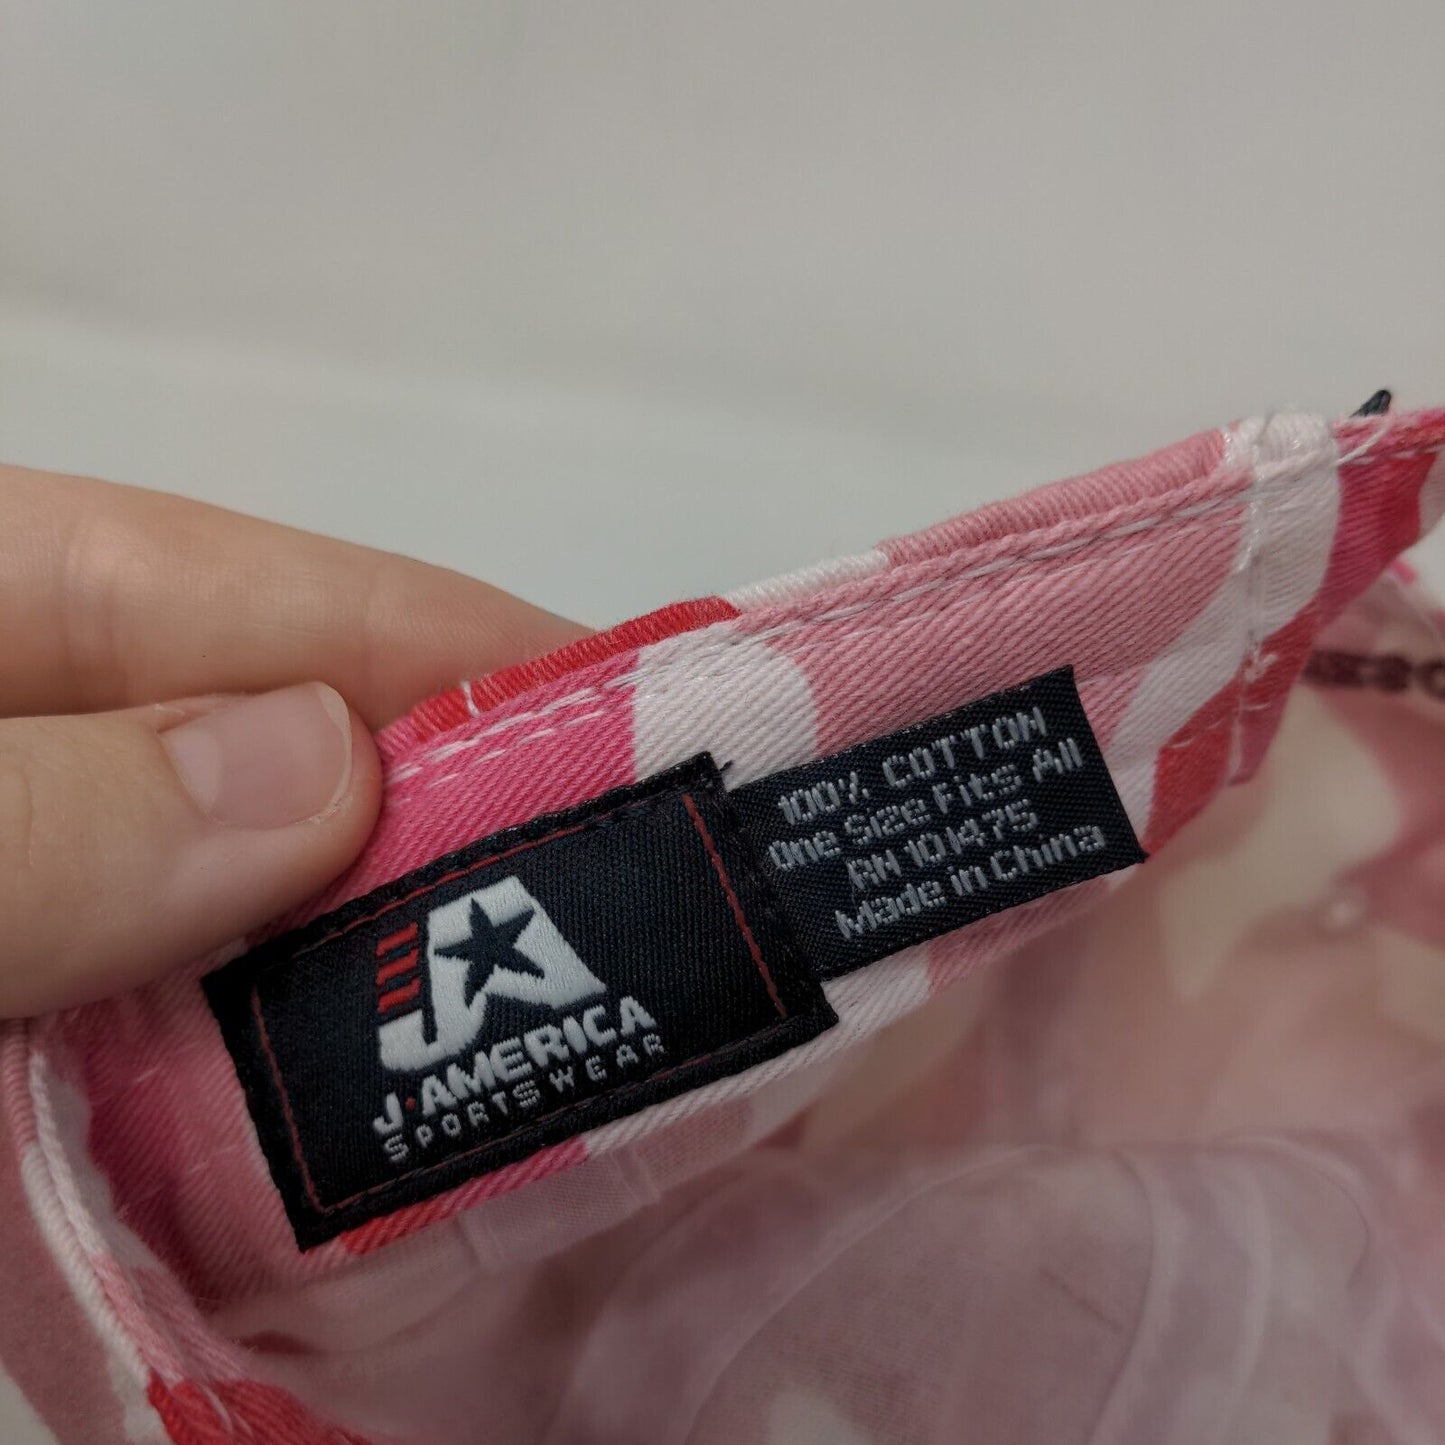 J·AMERICA
SPORTSWEAR
100% COTTON
One Size Fits All
RN 101475
Made in China